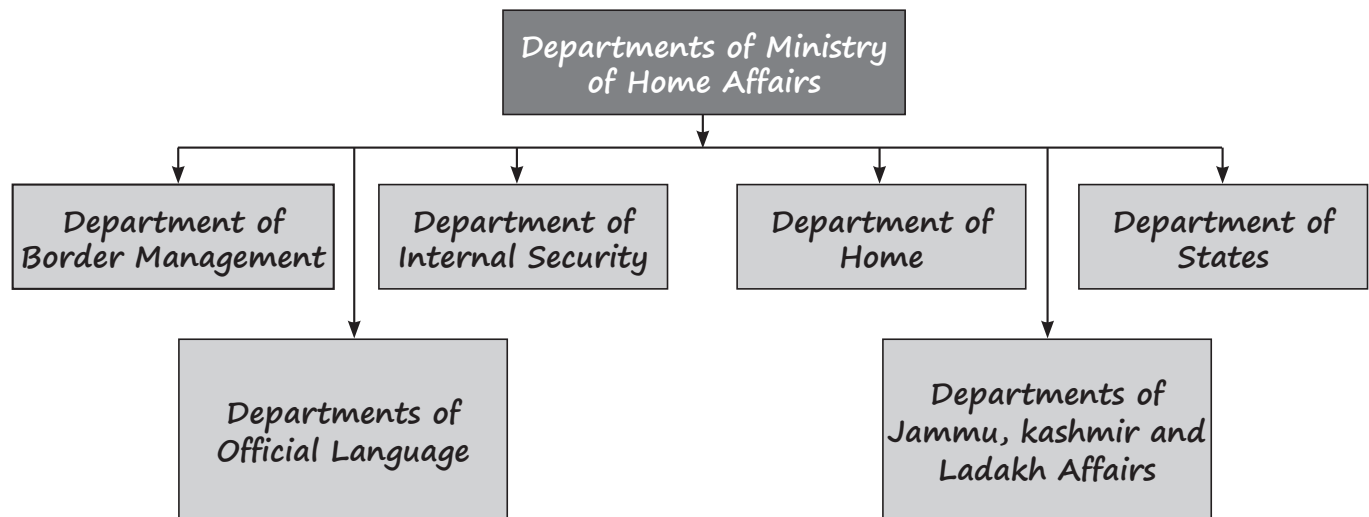 Departments of Ministry
of Home Affairs
Department of
Border Management
Department of
Internal Security
Department of
Home
Department of
States
Departments of
Official Language
Departments of
Jammu, kashmir and
Ladakh Affairs